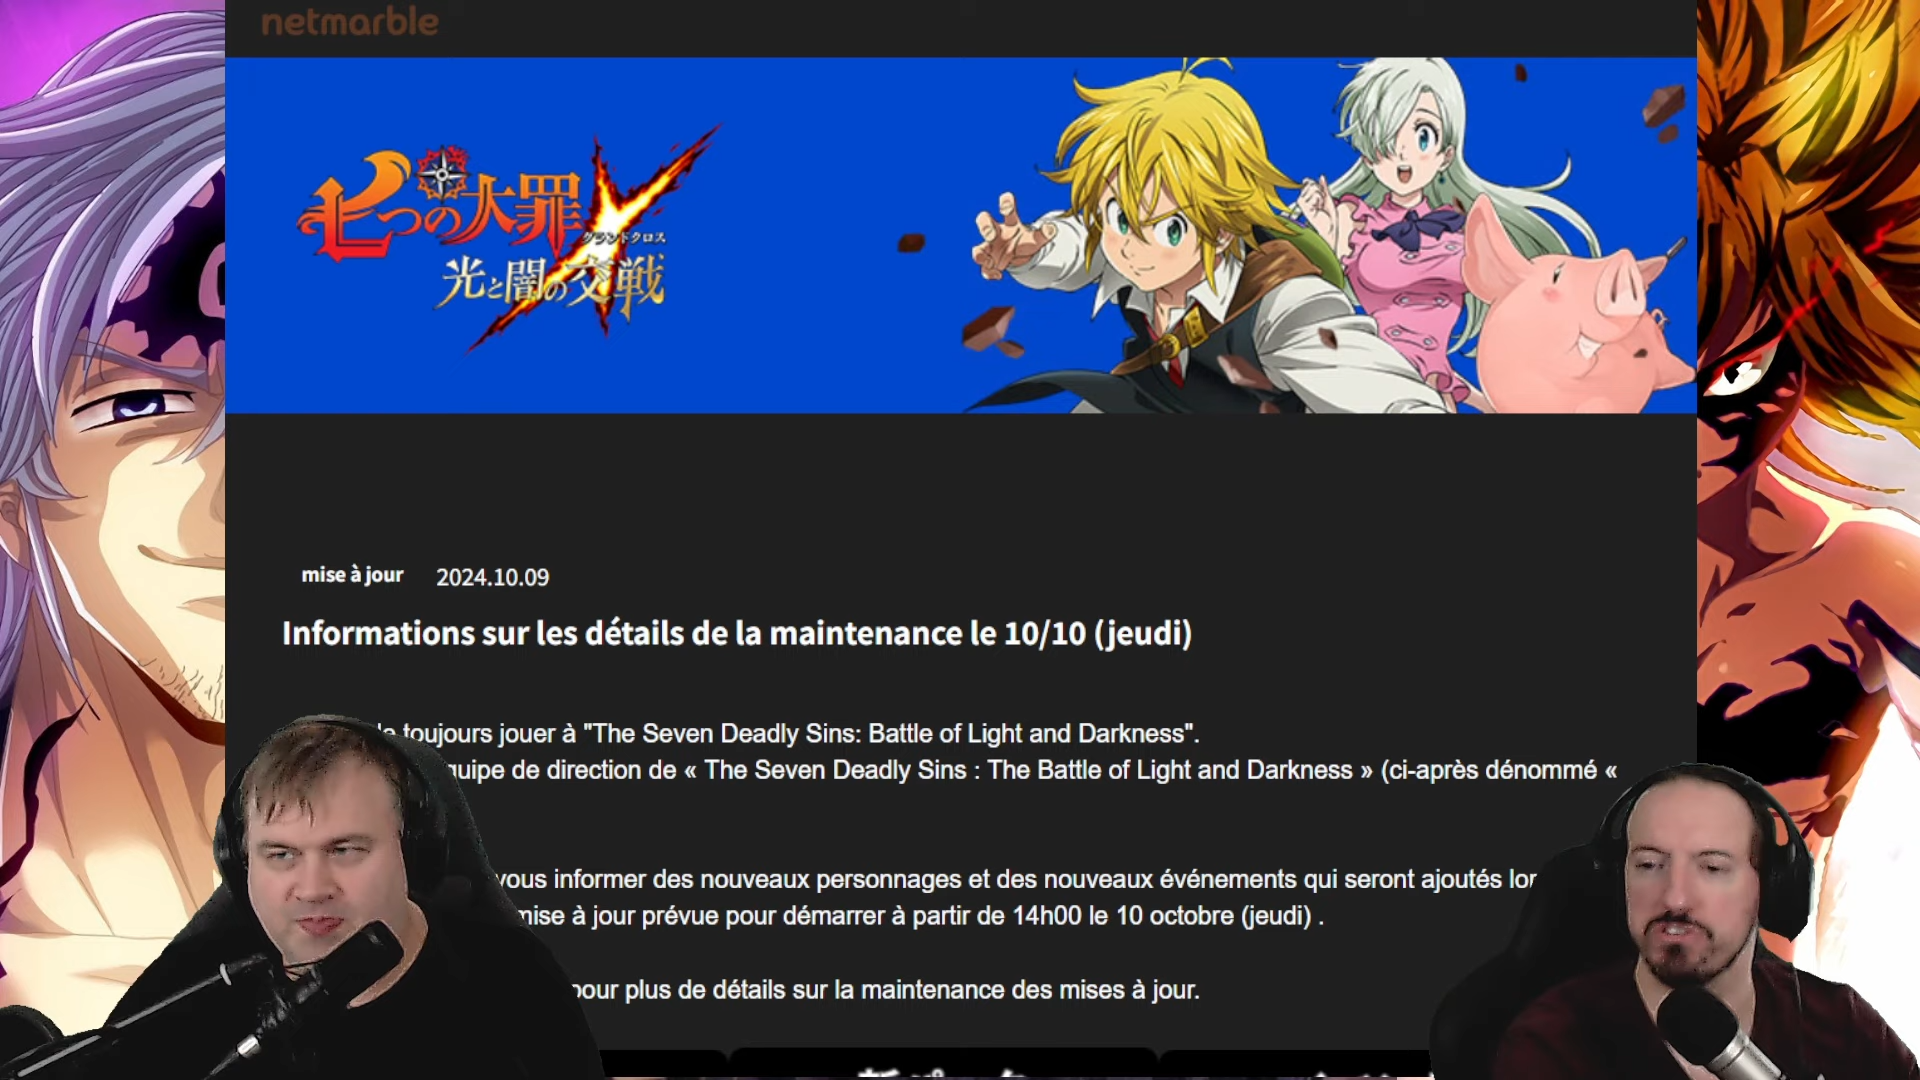 netmarble
七つの大罪
グランドクロス
光と闇の交戦
mise à jour 2024.10.09
Informations sur les détails de la maintenance le 10/10 (jeudi)
toujours jouer à "The Seven Deadly Sins: Battle of Light and Darkness".
de direction de « The Seven Deadly Sins : The Battle of Light and Darkness » (ci-après dénommé «
vous informer des nouveaux personnages et des nouveaux événements qui seront ajoutés
mise à jour prévue pour démarrer à partir de 14h00 le 10 octobre (jeudi) .
pour plus de détails sur la maintenance des mises à jour.